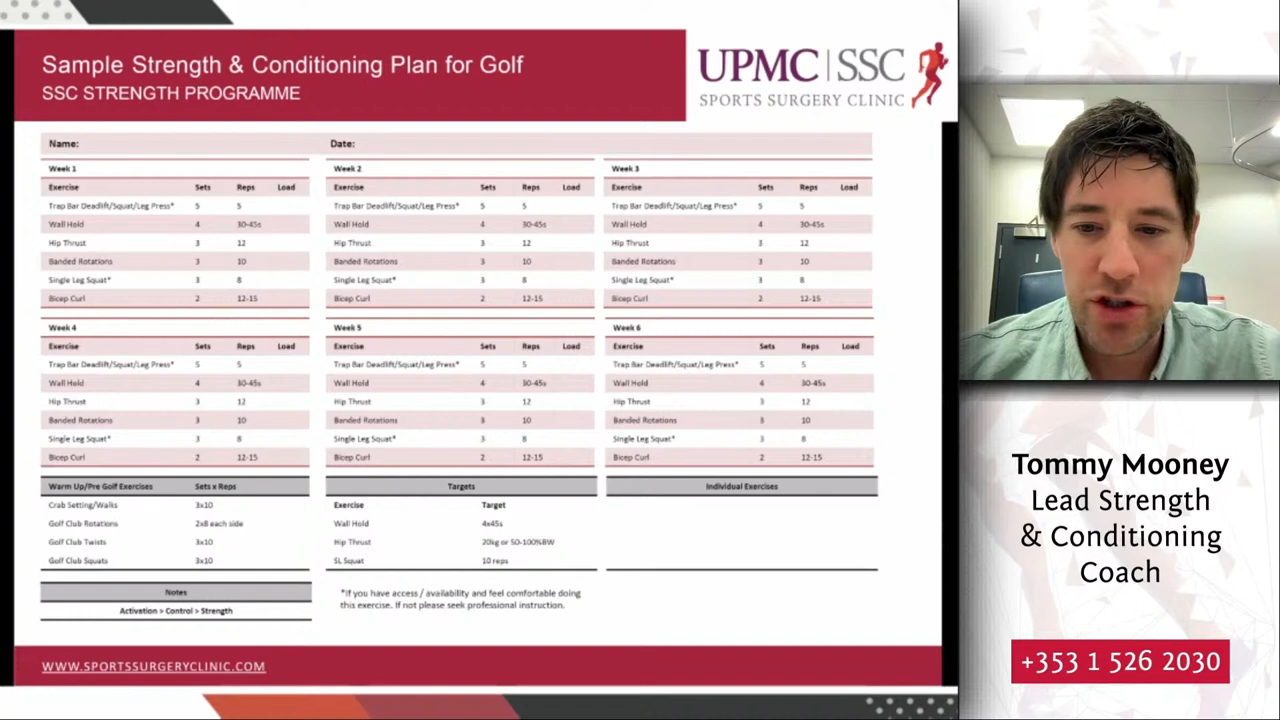 Sample Strength & Conditioning Plan for Golf
SSC STRENGTH PROGRAMME
UPMC | SSC
SPORTS SURGERY CLINIC
Name: Date:
Week 1
Exercise Sets Reps Load
Trap Bar Deadlift/Squat/Leg Press* 5 5
Wall Hold 4 30-45s
Hip Thrust 3 12
Banded Rotations 3 10
Single Leg Squat* 3 8
Bicep Curl 2 12-15
Week 2
Exercise Sets Reps Load
Trap Bar Deadlift/Squat/Leg Press* 5 5
Wall Hold 4 30-45s
Hip Thrust 3 12
Banded Rotations 3 10
Single Leg Squat* 3 8
Bicep Curl 2 12-15
Week 3
Exercise Sets Reps Load
Trap Bar Deadlift/Squat/Leg Press* 5 5
Wall Hold 4 30-45s
Hip Thrust 3 12
Banded Rotations 3 10
Single Leg Squat* 3 8
Bicep Curl 2 12-15
Week 4
Exercise Sets Reps Load
Trap Bar Deadlift/Squat/Leg Press* 5 5
Wall Hold 4 30-45s
Hip Thrust 3 12
Banded Rotations 3 10
Single Leg Squat* 3 8
Bicep Curl 2 12-15
Week 5
Exercise Sets Reps Load
Trap Bar Deadlift/Squat/Leg Press* 5 5
Wall Hold 4 30-45s
Hip Thrust 3 12
Banded Rotations 3 10
Single Leg Squat* 3 8
Bicep Curl 2 12-15
Week 6
Exercise Sets Reps Load
Trap Bar Deadlift/Squat/Leg Press* 5 5
Wall Hold 4 30-45s
Hip Thrust 3 12
Banded Rotations 3 10
Single Leg Squat* 3 8
Bicep Curl 2 12-15
Warm Up/Pre Golf Exercises Sets x Reps
Crab Setting/Walks 3x10
Golf Club Rotations 2x8 each side
Golf Club Twists 3x10
Golf Club Squats 3x10
Targets
Exercise Target
Wall Hold 4x45s
Hip Thrust 20kg or 50-100%BW
SL Squat 10 reps
Individual Exercises
Notes
Activation > Control > Strength
*If you have access / availability and feel comfortable doing
this exercise. If not please seek professional instruction.
WWW.SPORTSSURGERYCLINIC.COM
Tommy Mooney
Lead Strength
& Conditioning
Coach
+353 1 526 2030